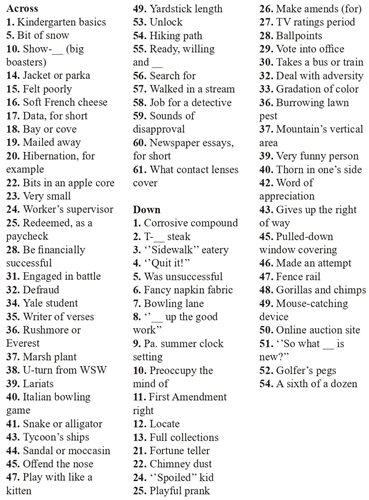 Across
1. Kindergarten basics
5. Bit of snow
10. Show-__ (big
boasters)
14. Jacket or parka
15. Felt poorly
16. Soft French cheese
17. Data, for short
18. Bay or cove
19. Mailed away
20. Hibernation, for
example
22. Bits in an apple core
23. Very small
24. Worker's supervisor
25. Redeemed, as a
paycheck
28. Be financially
successful
31. Engaged in battle
32. Defraud
34. Yale student
35. Writer of verses
36. Rushmore or
Everest
37. Marsh plant
38. U-turn from WSW
39. Lariats
40. Italian bowling
game
41. Snake or alligator
43. Tycoon's ships
44. Sandal or moccasin
45. Offend the nose
47. Play with like a
kitten
49. Yardstick length
53. Unlock
54. Hiking path
55. Ready, willing
and __
56. Search for
57. Walked in a stream
58. Job for a detective
59. Sounds of
disapproval
60. Newspaper essays,
for short
61. What contact lenses
cover
Down
1. Corrosive compound
2. T-__ steak
3. ‘’Sidewalk’’ eatery
4. ‘’Quit it!’’
5. Was unsuccessful
6. Fancy napkin fabric
7. Bowling lane
8. ‘’__ up the good
work’’
9. Pa. summer clock
setting
10. Preoccupy the
mind of
11. First Amendment
right
12. Locate
13. Full collections
21. Fortune teller
22. Chimney dust
24. ‘’Spoiled’’ kid
25. Playful prank
26. Make amends (for)
27. TV ratings period
28. Ballpoints
29. Vote into office
30. Takes a bus or train
32. Deal with adversity
33. Gradation of color
36. Burrowing lawn
pest
37. Mountain's vertical
area
39. Very funny person
40. Thorn in one's side
42. Word of
appreciation
43. Gives up the right
of way
45. Pulled-down
window covering
46. Made an attempt
47. Fence rail
48. Gorillas and chimps
49. Mouse-catching
device
50. Online auction site
51. ‘’So what __ is
new?’’
52. Golfer's pegs
54. A sixth of a dozen